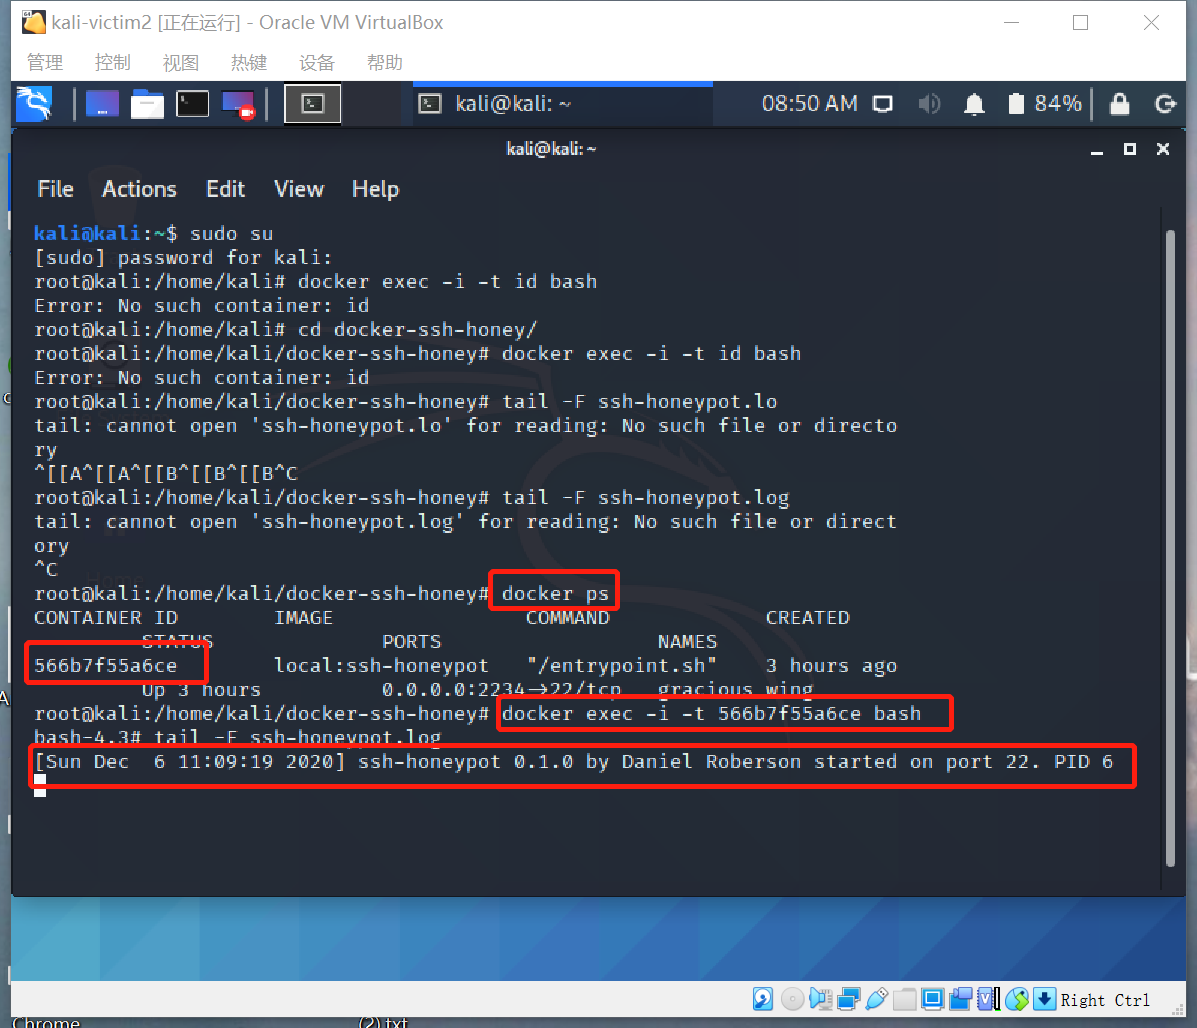 kali-victim2 [正在运行] - Oracle VM VirtualBox
管理 控制 视图 热键 设备 帮助
kali@kali: ~ 08:50 AM 84%
kali@kali: ~
File Actions Edit View Help
kali@kali:~$ sudo su
[sudo] password for kali:
root@kali:/home/kali# docker exec -i -t id bash
Error: No such container: id
root@kali:/home/kali# cd docker-ssh-honey/
root@kali:/home/kali/docker-ssh-honey# docker exec -i -t id bash
Error: No such container: id
root@kali:/home/kali/docker-ssh-honey# tail -F ssh-honeypot.lo
tail: cannot open 'ssh-honeypot.lo' for reading: No such file or directo
ry
^[[A^[[A^[[B^[[B^[[B^C
root@kali:/home/kali/docker-ssh-honey# tail -F ssh-honeypot.log
tail: cannot open 'ssh-honeypot.log' for reading: No such file or direct
ory
^C
root@kali:/home/kali/docker-ssh-honey# docker ps
CONTAINER ID IMAGE COMMAND CREATED
STATUS PORTS NAMES
566b7f55a6ce local:ssh-honeypot "/entrypoint.sh" 3 hours ago
Up 3 hours 0.0.0.0:2234->22/tcp gracious_wing
root@kali:/home/kali/docker-ssh-honey# docker exec -i -t 566b7f55a6ce bash
bash-4.3# tail -F ssh-honeypot.log
[Sun Dec  6 11:09:19 2020] ssh-honeypot 0.1.0 by Daniel Roberson started on port 22. PID 6
Right Ctrl
Chrome (2).txt